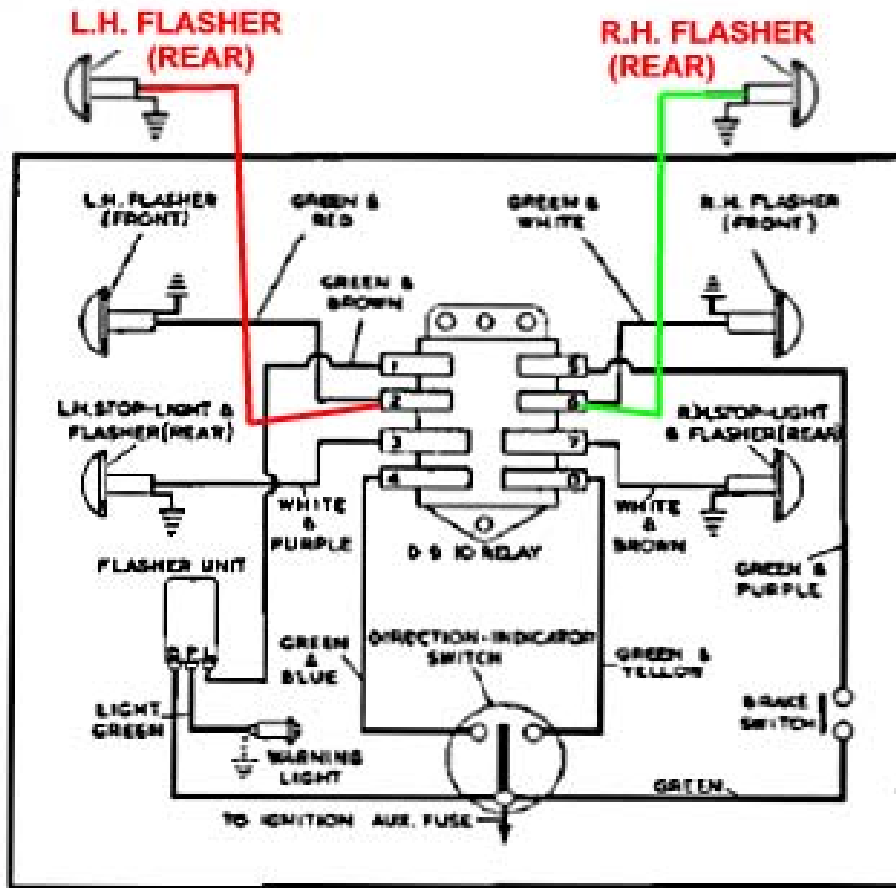 L.H. FLASHER
(REAR)
R.H. FLASHER
(REAR)
L.H. FLASHER
(FRONT)
GREEN &
RED
GREEN &
WHITE
R.H. FLASHER
(FRONT)
GREEN &
BROWN
1
5
2
6
L.H. STOP-LIGHT &
FLASHER (REAR)
R.H. STOP-LIGHT
& FLASHER (REAR)
3
7
4
8
WHITE
&
PURPLE
WHITE
&
BROWN
D B 10 RELAY
FLASHER UNIT
GREEN &
PURPLE
GREEN
&
BLUE
DIRECTION-INDICATOR
SWITCH
GREEN &
YELLOW
B P L
LIGHT
GREEN
BRAKE
SWITCH
WARNING
LIGHT
GREEN
TO IGNITION AUX. FUSE